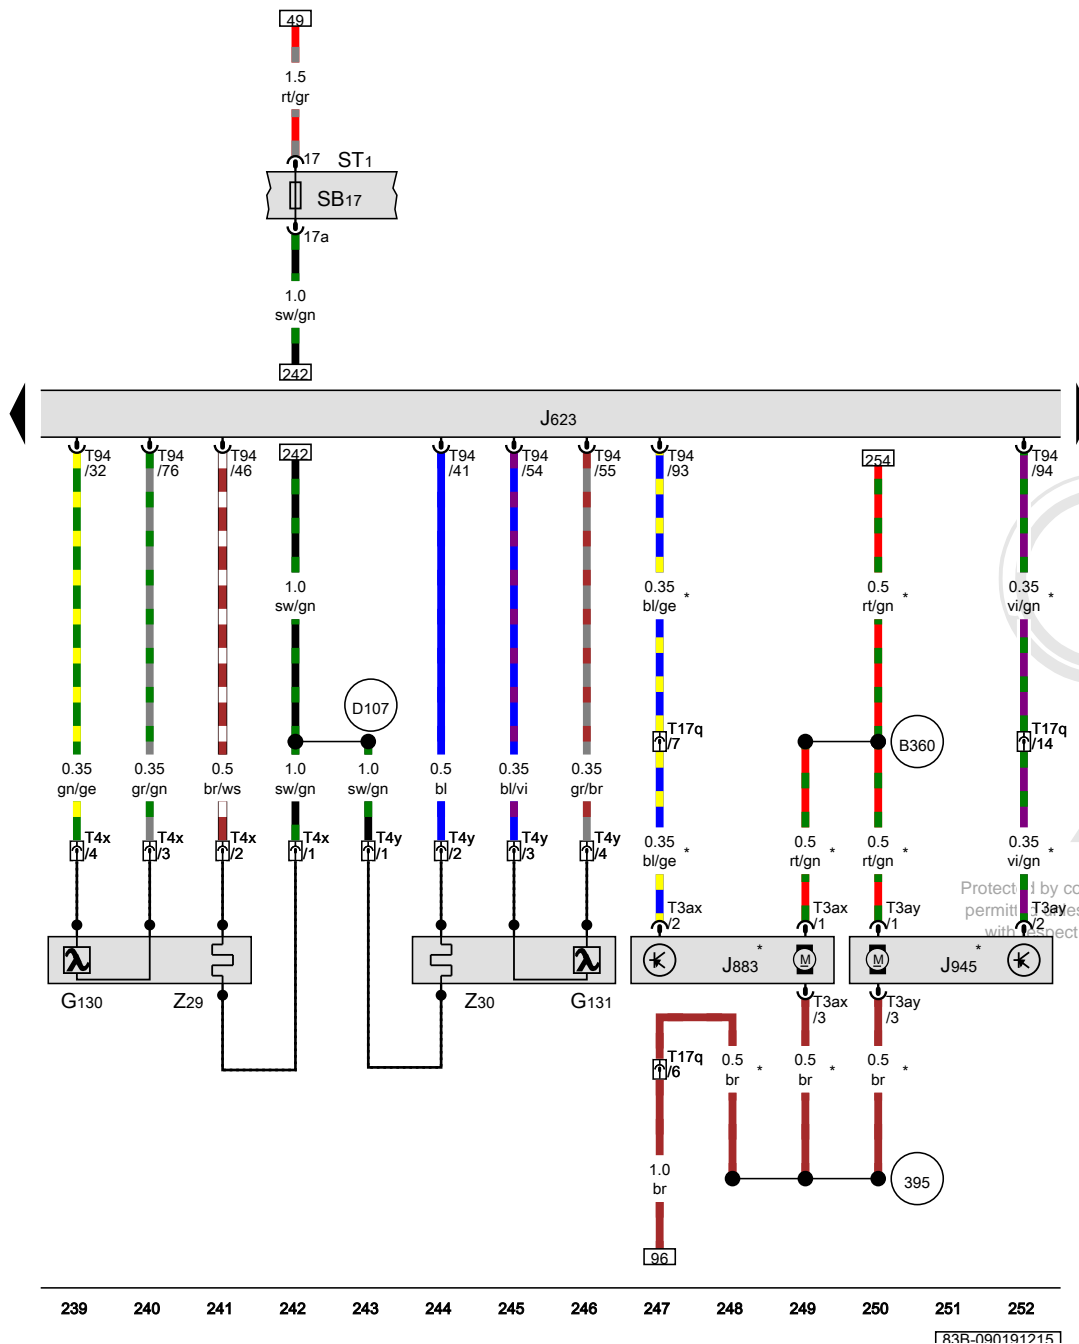 49
1.5
rt/gr
17 ST1
SB17
17a
1.0
sw/gn
242
J623
T94
/32
T94
/76
T94
/46
242
T94
/41
T94
/54
T94
/55
T94
/93
254
T94
/94
1.0
sw/gn
0.35
bl/ge *
0.5
rt/gn *
0.35
vi/gn *
D107
T17q
/7
B360
T17q
/14
0.35
gn/ge
0.35
gr/gn
0.5
br/ws
1.0
sw/gn
1.0
sw/gn
0.5
bl
0.35
bl/vi
0.35
gr/br
T4x
/4
T4x
/3
T4x
/2
T4x
/1
T4y
/1
T4y
/2
T4y
/3
T4y
/4
0.35
bl/ge *
0.5
rt/gn *
0.5
rt/gn *
0.35
vi/gn *
Protected by co
permitted unless
with respect
T3ax
/2
T3ax
/1
T3ay
/1
T3ay
/2
λ
λ
J883 *
M
M
J945 *
G130
Z29
Z30
G131
T3ax
/3
T3ay
/3
T17q
/6
0.5
br *
0.5
br *
0.5
br *
1.0
br
395
96
239 240 241 242 243 244 245 246 247 248 249 250 251 252
83B-090191215